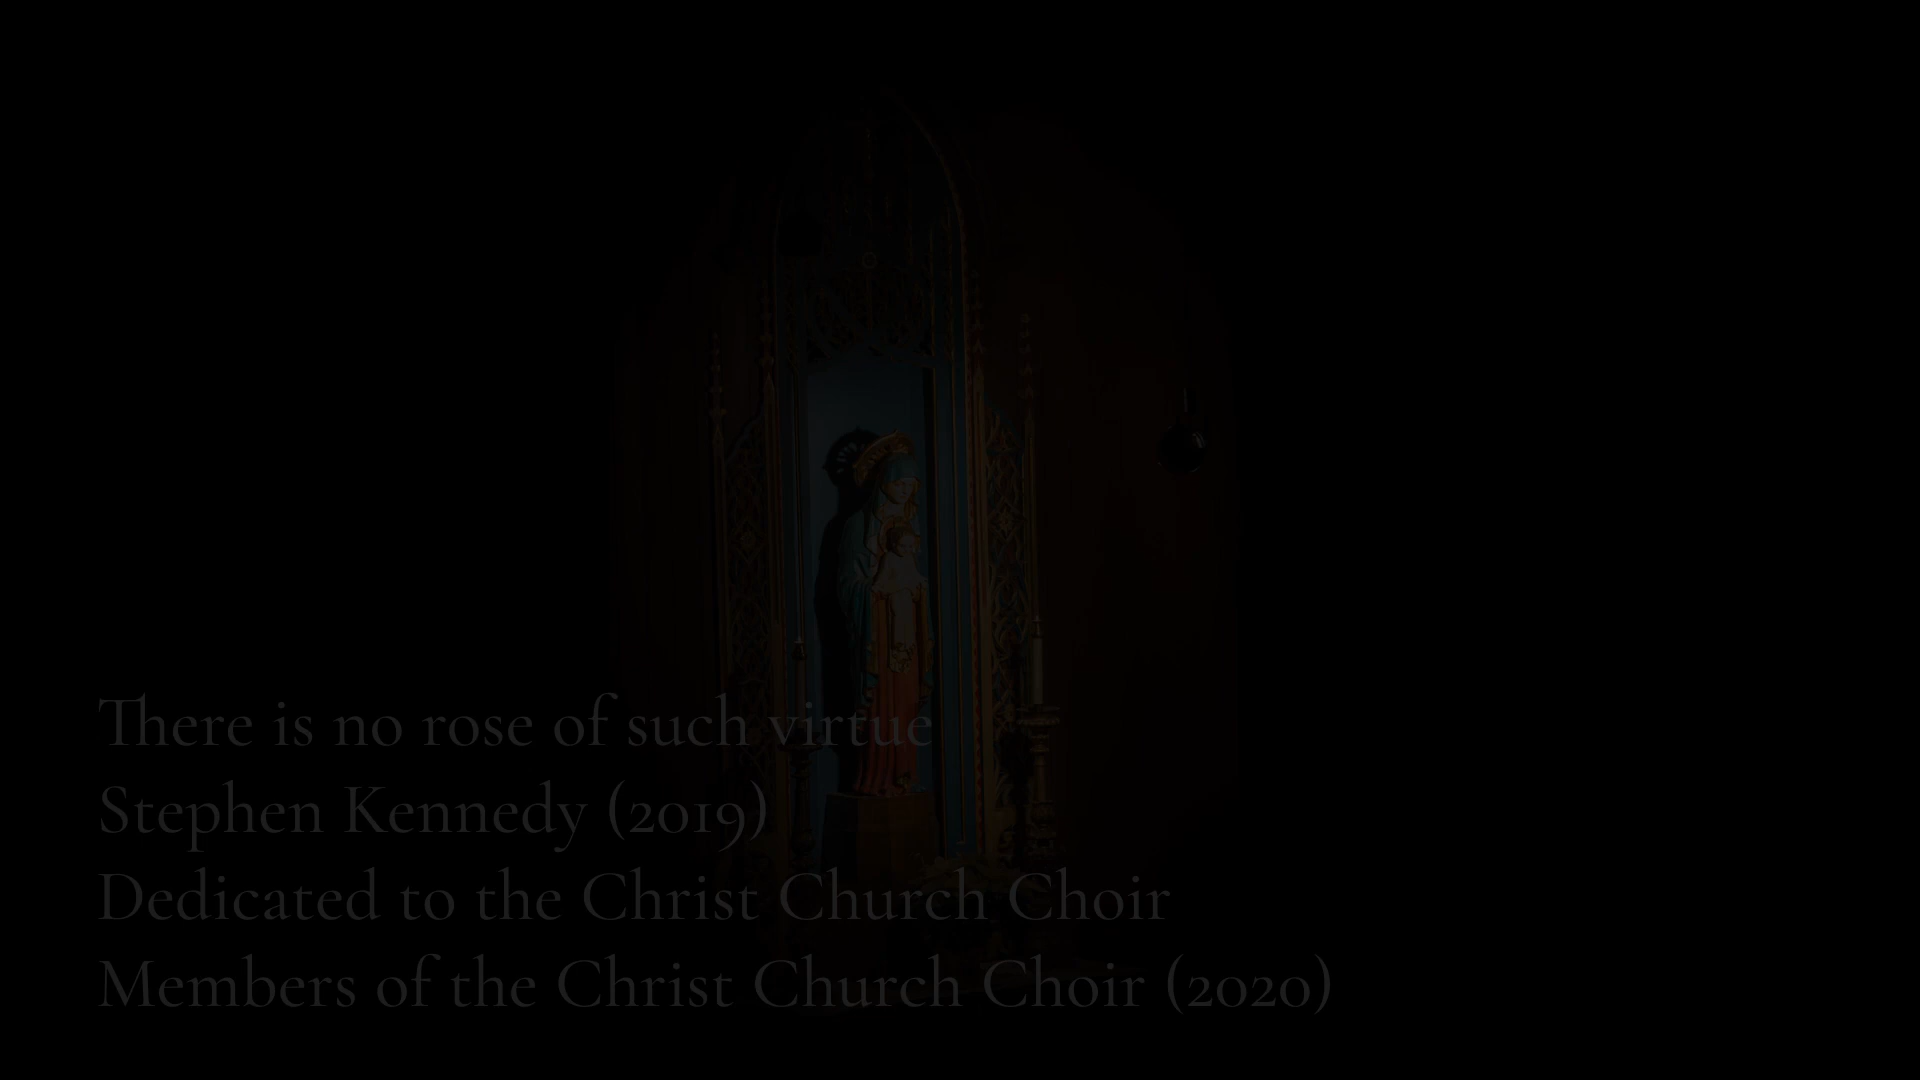 There is no rose of such virtue
Stephen Kennedy (2019)
Dedicated to the Christ Church Choir
Members of the Christ Church Choir (2020)